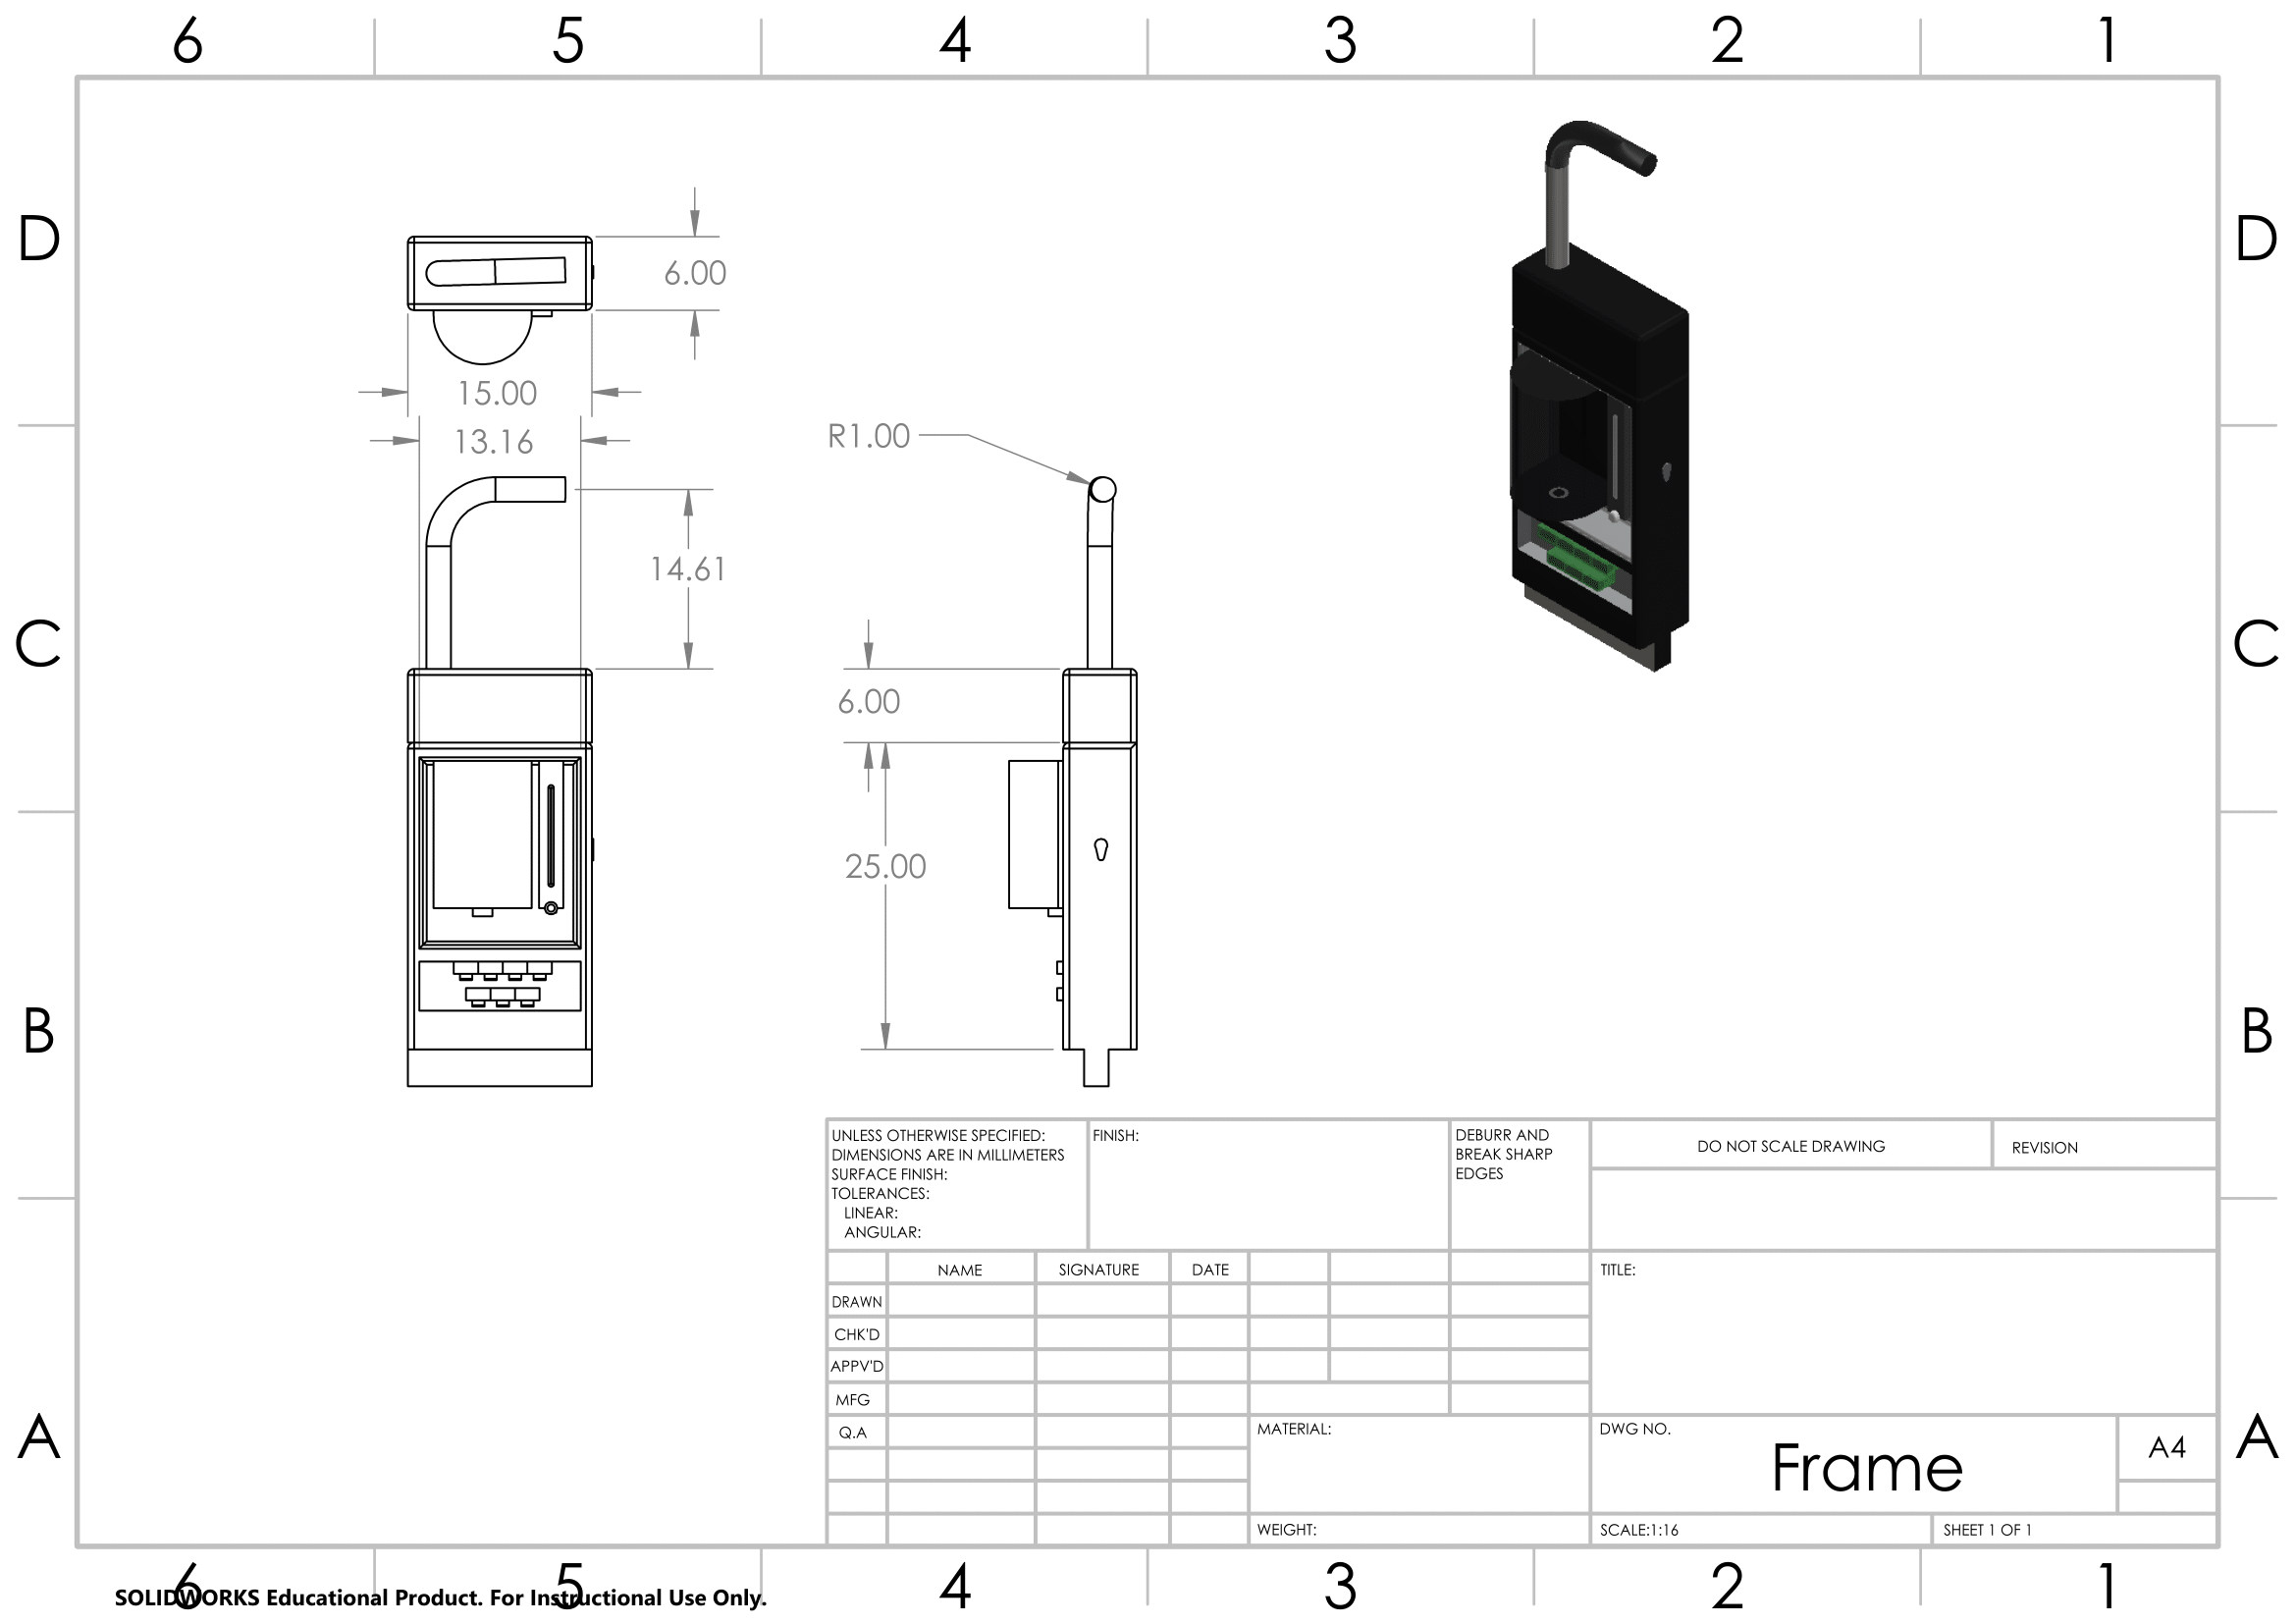 6 5 4 3 2 1
D D
6.00
15.00
13.16
R1.00
14.61
C C
6.00
25.00
B B
UNLESS OTHERWISE SPECIFIED:
DIMENSIONS ARE IN MILLIMETERS
SURFACE FINISH:
TOLERANCES:
LINEAR:
ANGULAR:
FINISH:
DEBURR AND
BREAK SHARP
EDGES
DO NOT SCALE DRAWING
REVISION
NAME SIGNATURE DATE
TITLE:
DRAWN
CHK'D
APPV'D
MFG
Q.A
MATERIAL:
DWG NO.
Frame
A4
A A
WEIGHT:
SCALE:1:16
SHEET 1 OF 1
6 5 4 3 2 1
SOLIDWORKS Educational Product. For Instructional Use Only.